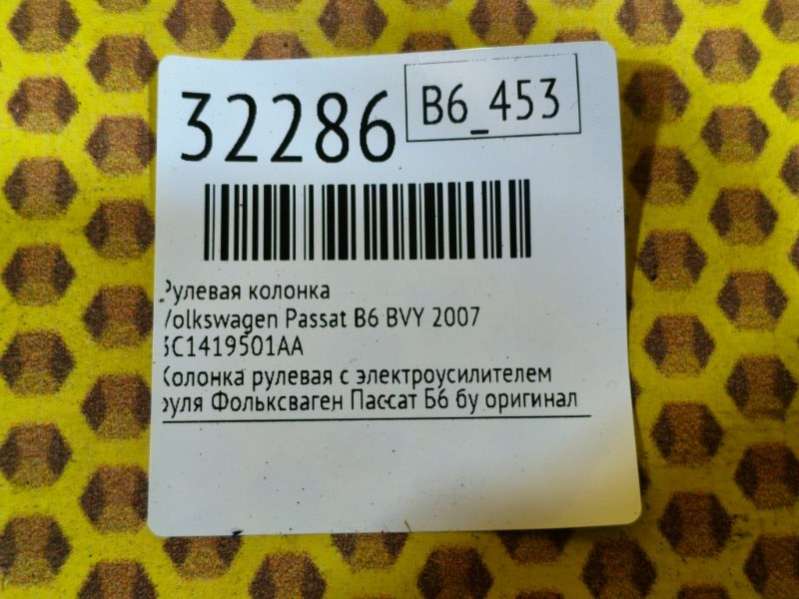 32286
B6_453
Рулевая колонка
Volkswagen Passat B6 BVY 2007
3C1419501AA
Колонка рулевая с электроусилителем
руля Фольксваген Пассат Б6 бу оригинал